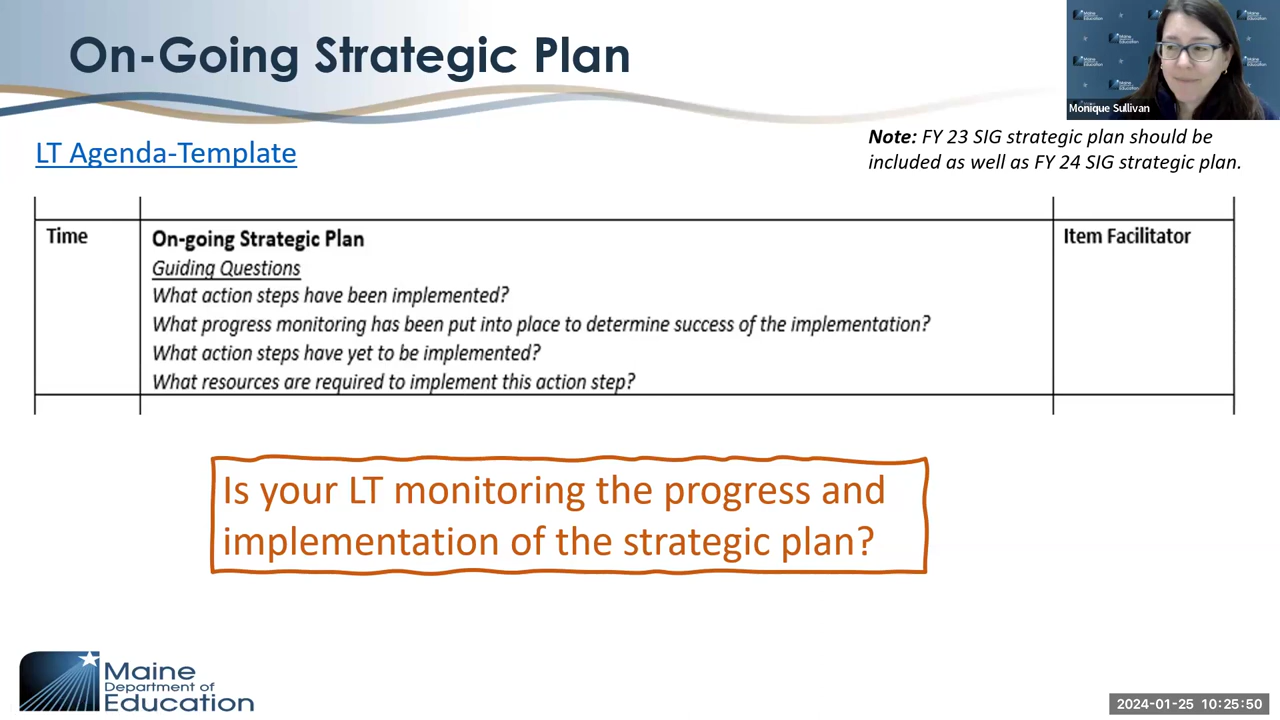 On-Going Strategic Plan
Monique Sullivan
LT Agenda-Template
Note: FY 23 SIG strategic plan should be
included as well as FY 24 SIG strategic plan.
Time
On-going Strategic Plan
Item Facilitator
Guiding Questions
What action steps have been implemented?
What progress monitoring has been put into place to determine success of the implementation?
What action steps have yet to be implemented?
What resources are required to implement this action step?
Is your LT monitoring the progress and
implementation of the strategic plan?
Maine
Department of
Education
2024-01-25 10:25:50